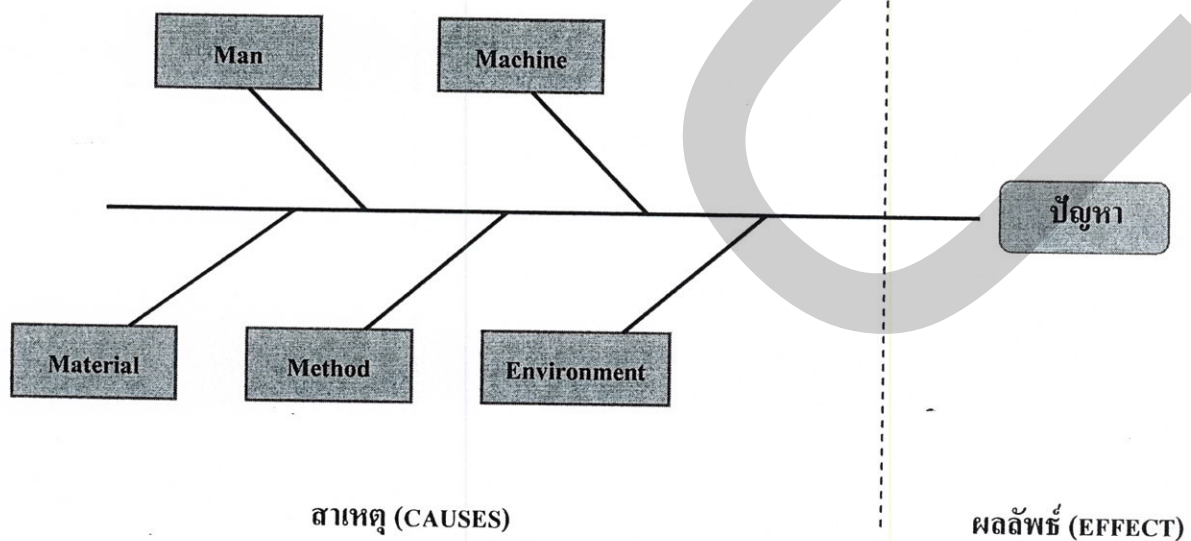 Man
Machine
ปัญหา
Material
Method
Environment
สาเหตุ (CAUSES)
ผลลัพธ์ (EFFECT)